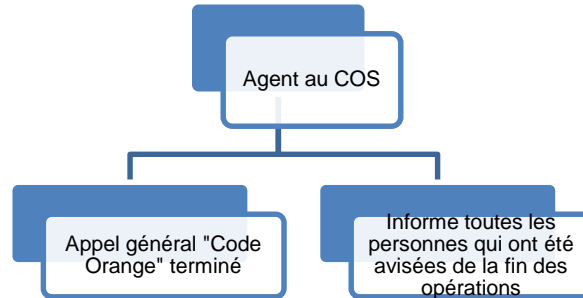 Agent au COS
Appel général "Code
Orange" terminé
Informe toutes les
personnes qui ont été
avisées de la fin des
opérations